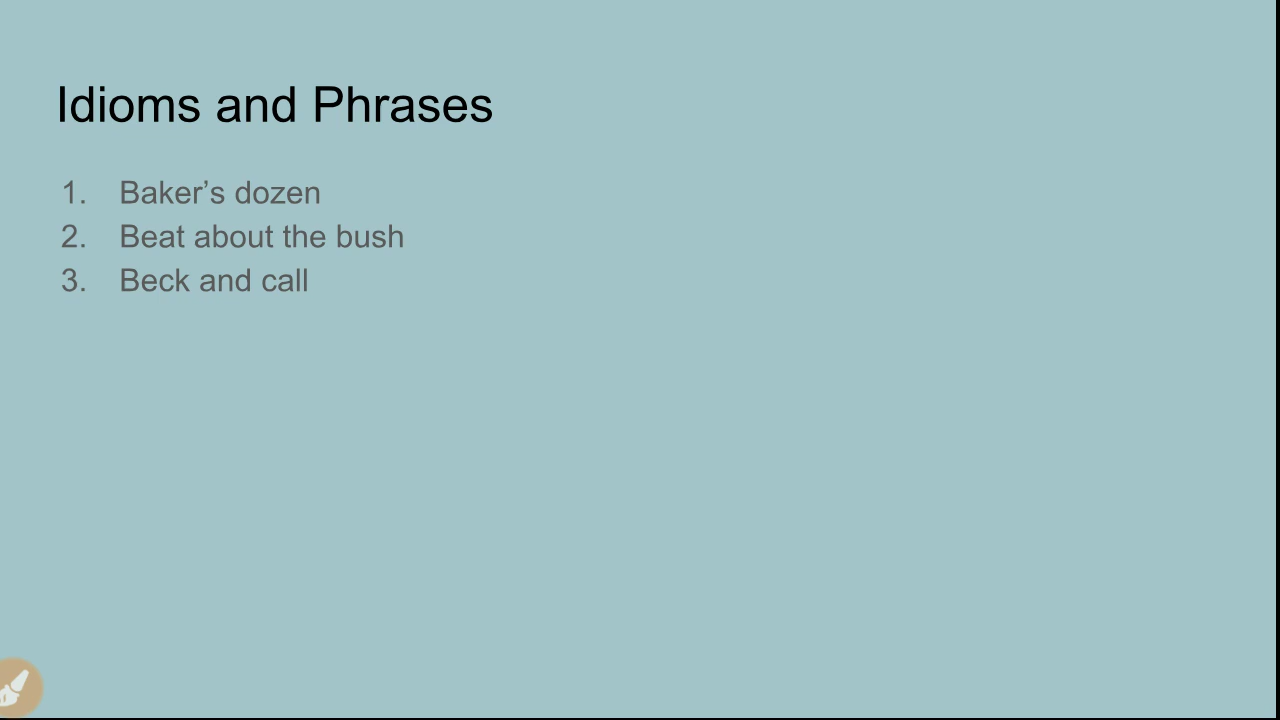 Idioms and Phrases
1. Baker’s dozen
2. Beat about the bush
3. Beck and call